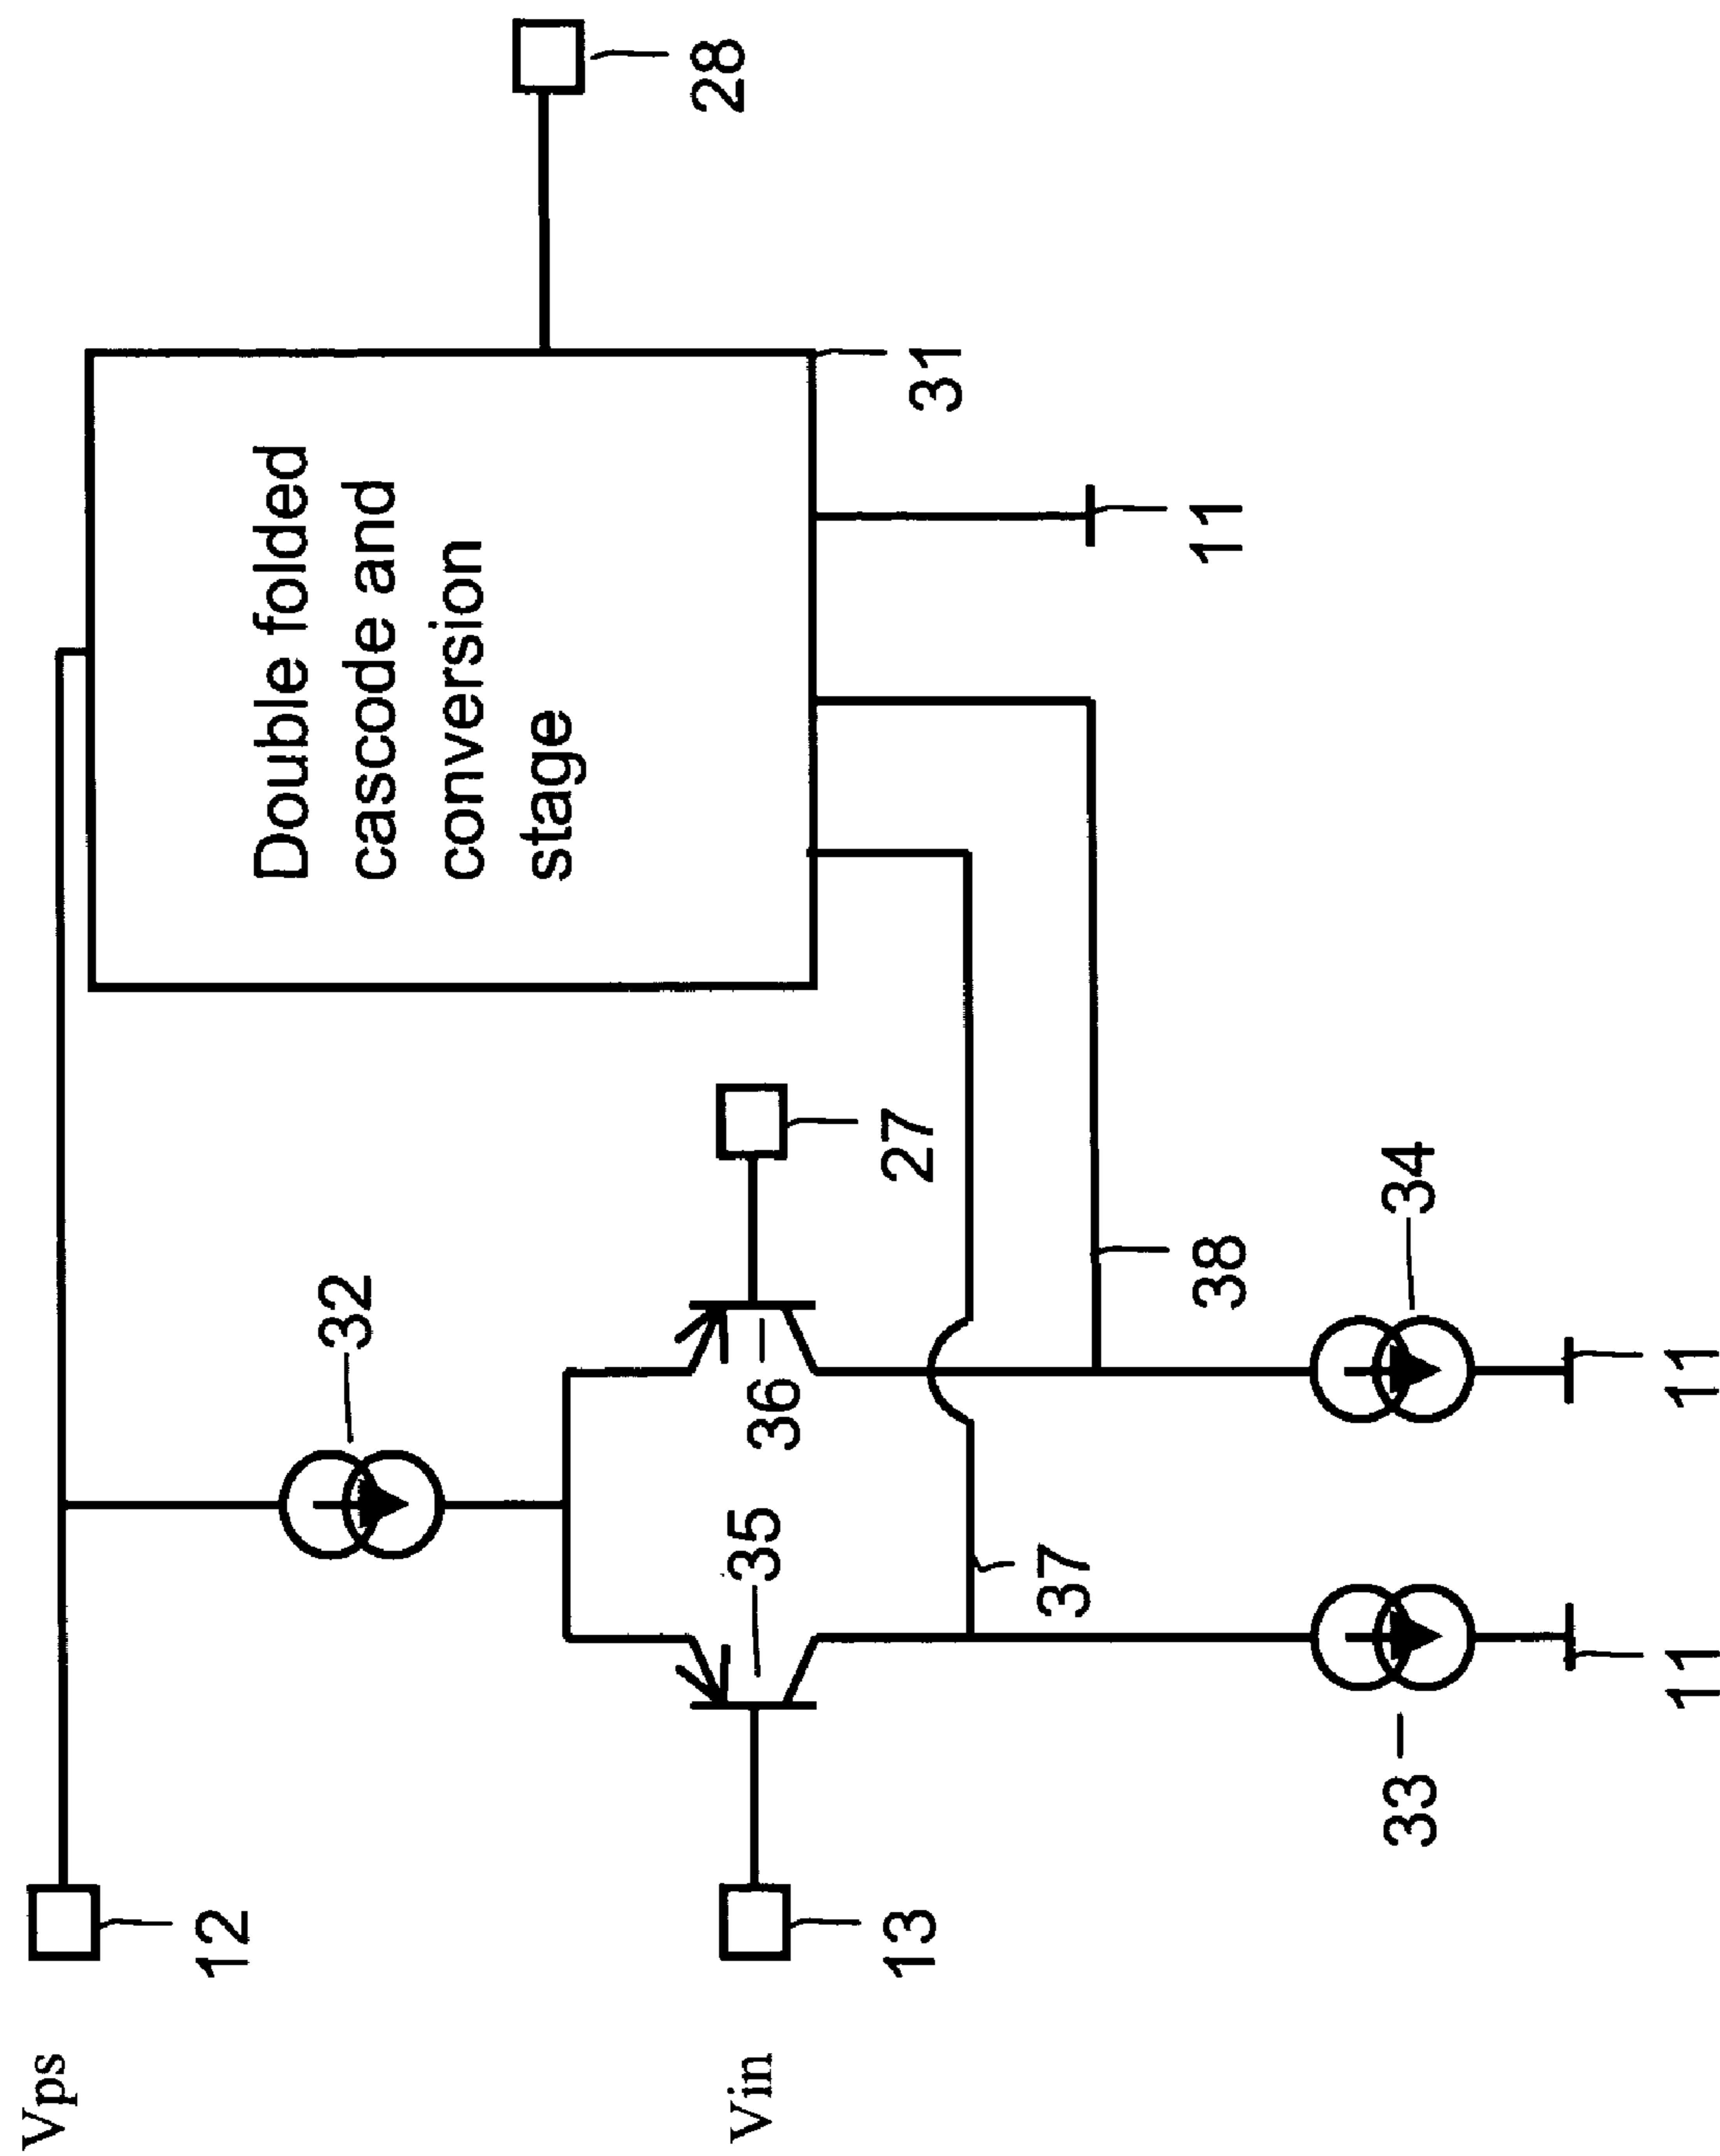 Vps
12
32
Double folded
cascode and
conversion
stage
28
Vin
13
35
36
27
31
37
38
11
33
34
11
11